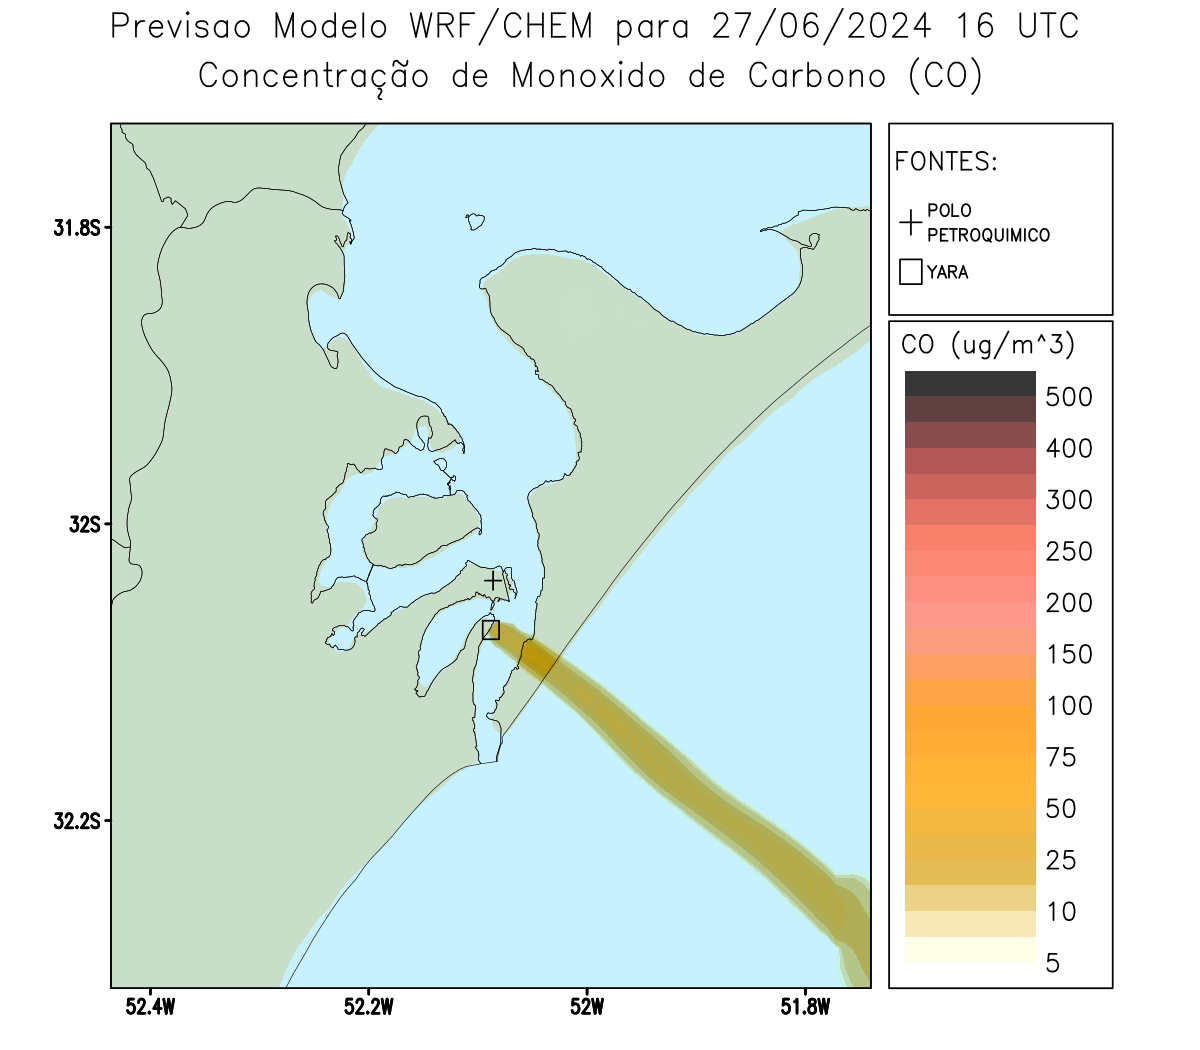 Previsao Modelo WRF/CHEM para 27/06/2024 16 UTC
Concentração de Monoxido de Carbono (CO)
FONTES:
POLO
PETROQUIMICO
YARA
CO (ug/m^3)
500
400
300
250
200
150
100
75
50
25
10
5
31.8S
32S
32.2S
52.4W
52.2W
52W
51.8W